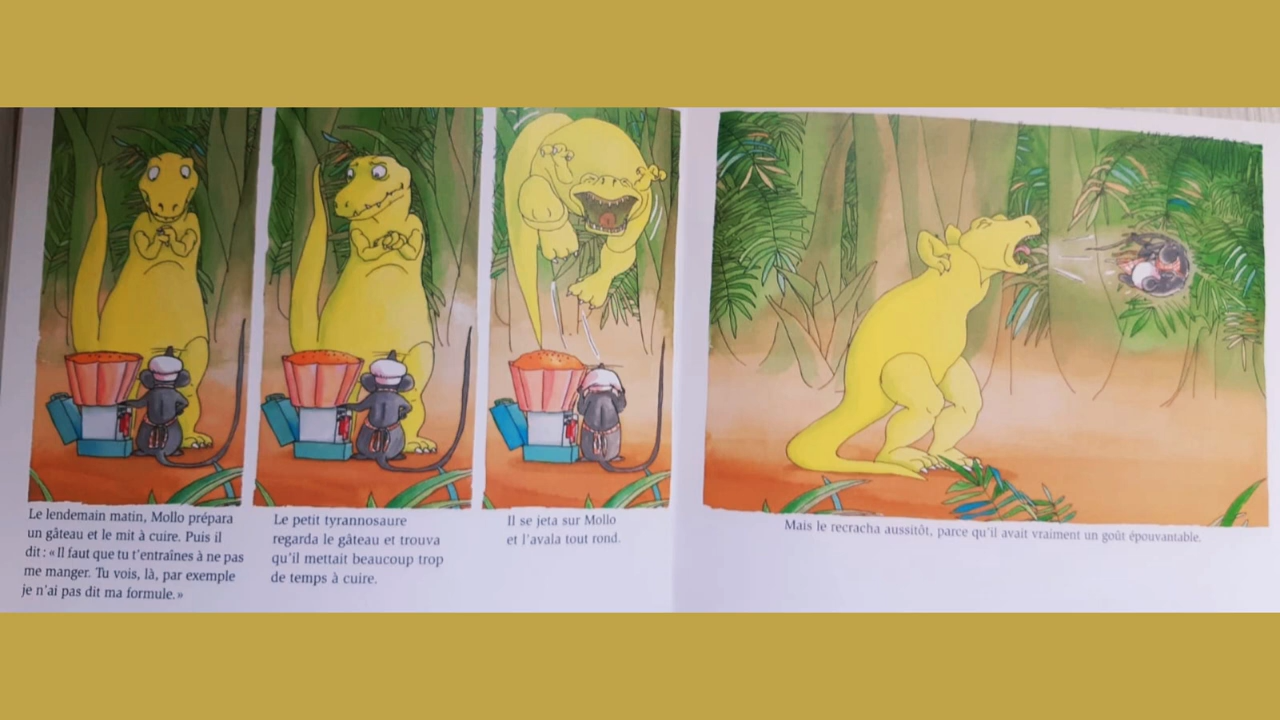 Le lendemain matin, Mollo prépara
un gâteau et le mit à cuire. Puis il
dit : « Il faut que tu t'entraînes à ne pas
me manger. Tu vois, là, par exemple
je n'ai pas dit ma formule. »
Le petit tyrannosaure
regarda le gâteau et trouva
qu'il mettait beaucoup trop
de temps à cuire.
Il se jeta sur Mollo
et l'avala tout rond.
Mais le recracha aussitôt, parce qu'il avait vraiment un goût épouvantable.